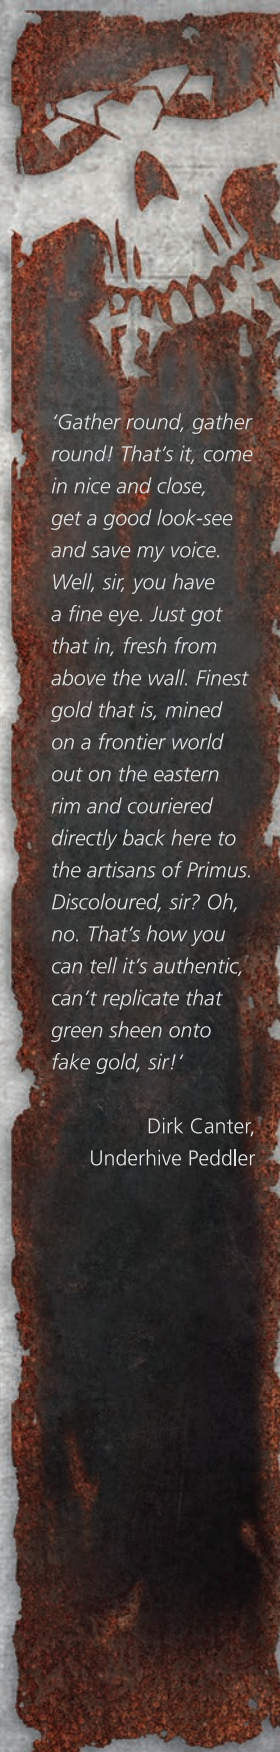 ‘Gather round, gather
round! That’s it, come
in nice and close,
get a good look-see
and save my voice.
Well, sir, you have
a fine eye. Just got
that in, fresh from
above the wall. Finest
gold that is, mined
on a frontier world
out on the eastern
rim and couriered
directly back here to
the artisans of Primus.
Discoloured, sir? Oh,
no. That’s how you
can tell it’s authentic,
can’t replicate that
green sheen onto
fake gold, sir!’
Dirk Canter,
Underhive Peddler